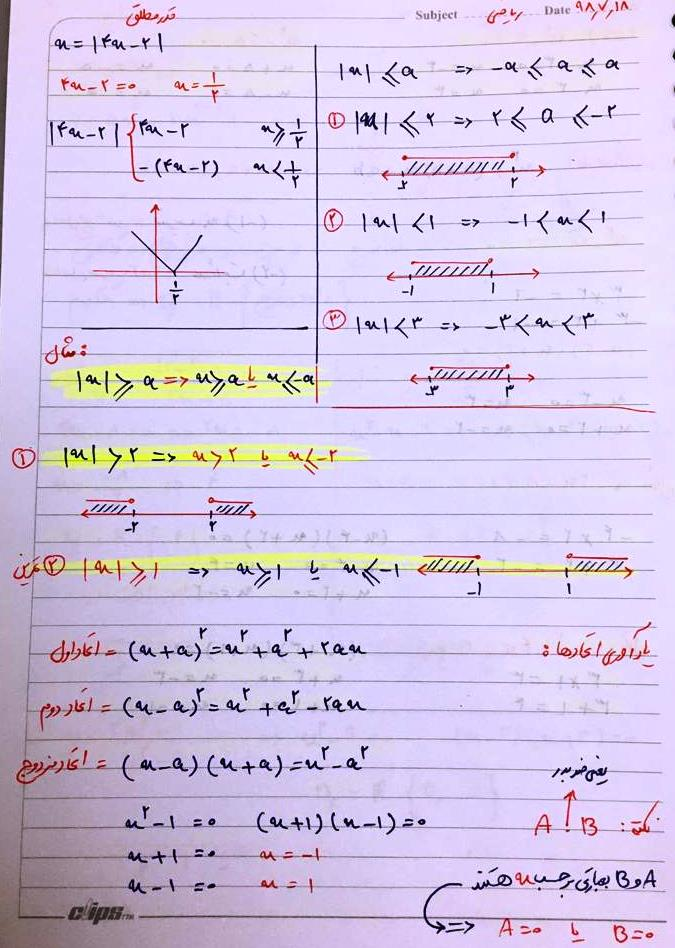 قدر مطلق
Subject ریاضی Date ۹۸,۷,۱۸
x = |۴x-۲|
۴x-۲=۰ x=۱/۲
|۴x-۲| { ۴x-۲ x≥۱/۲
-(۴x-۲) x<۱/۲
۱/۲
|x| ≤ a => -a ≤ a ≤ a
① |x| ≤ ۲ => ۲ ≤ a ≤ -۲
-۲ ۲
② |x| < ۱ => -۱ < x < ۱
-۱ ۱
③ |x| < ۳ => -۳ < x < ۳
-۳ ۳
مثال:
|x| ≥ a => x ≥ a یا x ≤ -a
① |x| > ۲ => x > ۲ یا x ≤ -۲
-۲ ۲
تمرین ② |x| ≥ ۱ => x ≥ ۱ یا x ≤ -۱
-۱ ۱
یادآوری اتحادها:
اتحاد اول = (x+a)² = x² + a² + ۲ax
اتحاد دوم = (x-a)² = x² + a² - ۲ax
اتحاد مزدوج = (x-a)(x+a) = x² - a²
x² - ۱ = ۰ (x+۱)(x-۱)=۰
x+۱ = ۰ x = -۱
x-۱ = ۰ x = ۱
یعنی ضربدر
نکته: A . B
A و B عبارتی برحسب x هستند
=> A=۰ یا B=۰
clips